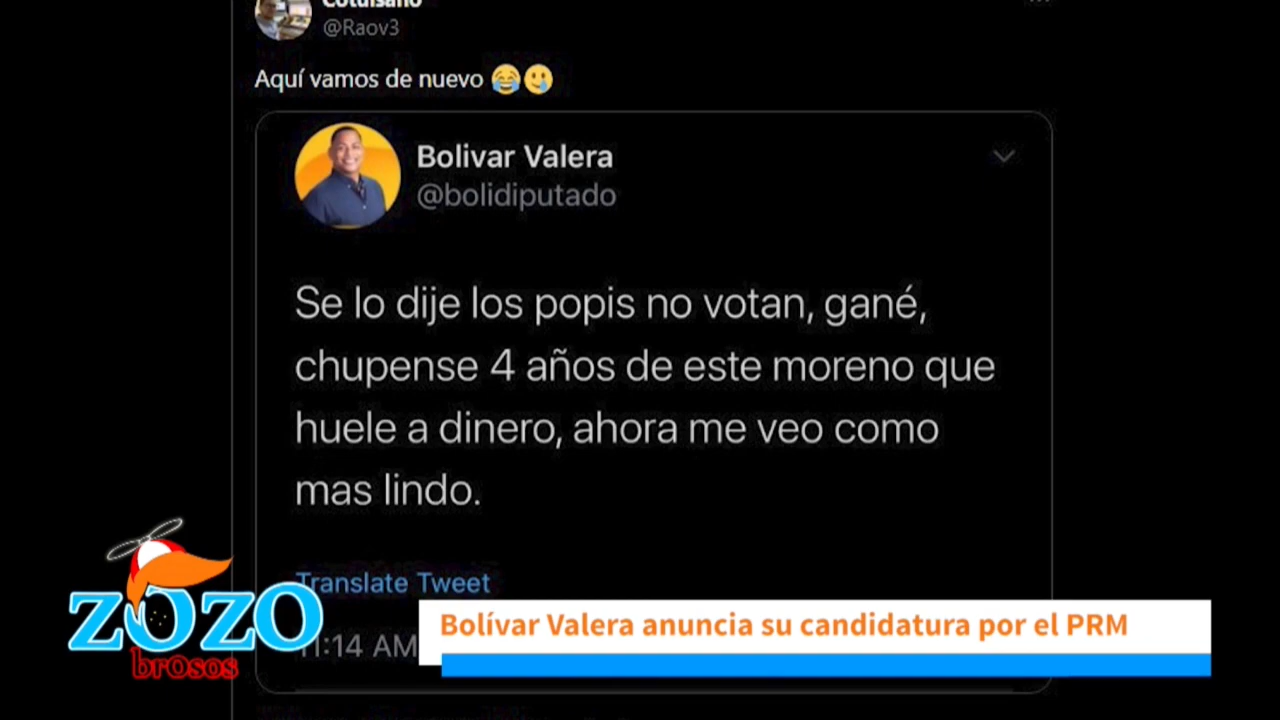 Cotuisano
@Raov3
Aquí vamos de nuevo
Bolivar Valera
@bolidiputado
Se lo dije los popis no votan, gané,
chupense 4 años de este moreno que
huele a dinero, ahora me veo como
mas lindo.
Translate Tweet
11:14 AM
Bolívar Valera anuncia su candidatura por el PRM
ZOZO
brOsos